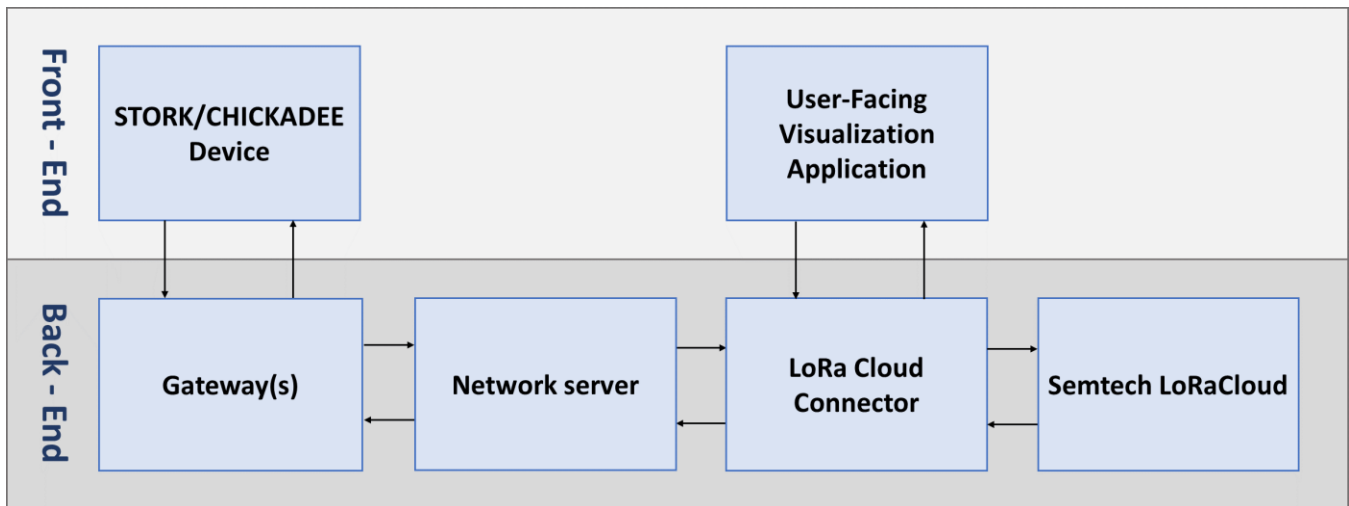 Front - End
STORK/CHICKADEE
Device
User-Facing
Visualization
Application
Back - End
Gateway(s)
Network server
LoRa Cloud
Connector
Semtech LoRaCloud